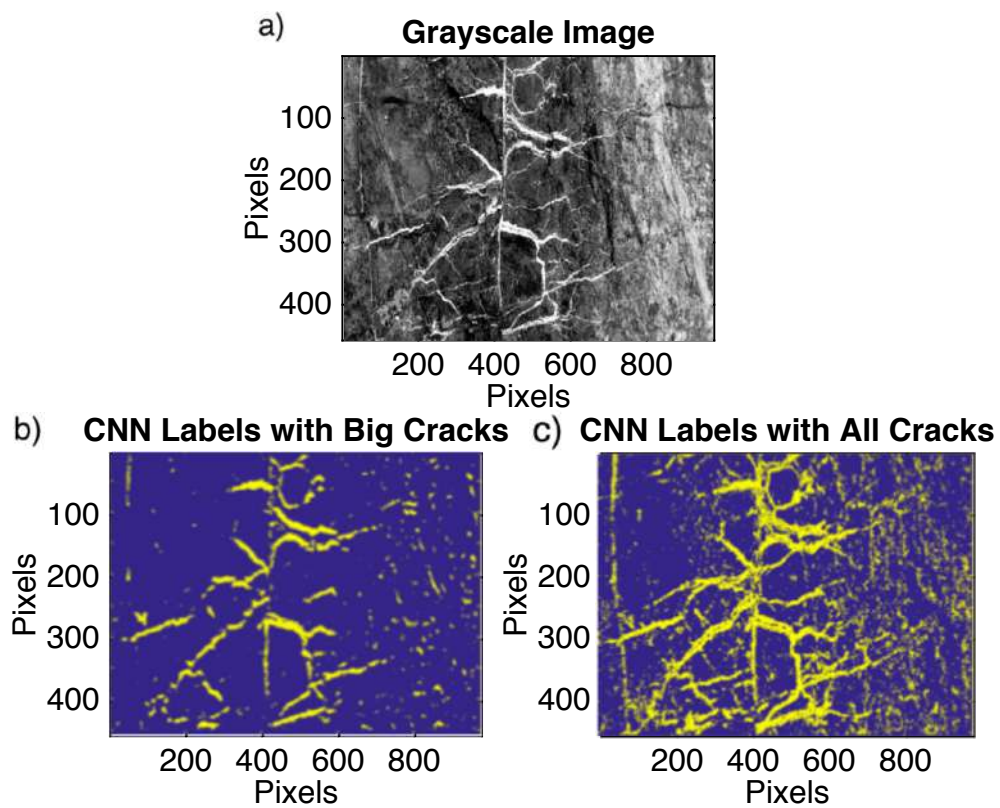 a) Grayscale Image
100
200
300
400
Pixels
200 400 600 800
Pixels
b) CNN Labels with Big Cracks
100
200
300
400
Pixels
200 400 600 800
Pixels
c) CNN Labels with All Cracks
100
200
300
400
Pixels
200 400 600 800
Pixels